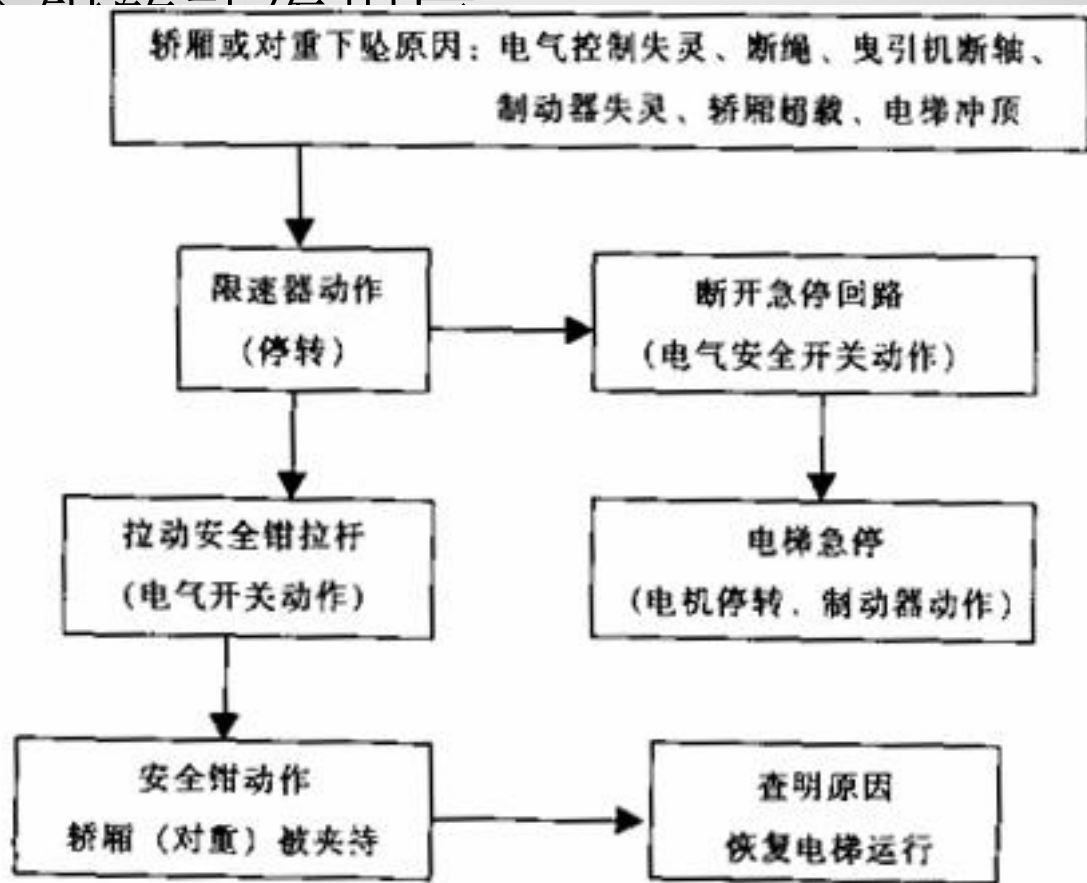 轿厢或对重下坠原因：电气控制失灵、断绳、曳引机断轴、
制动器失灵、轿厢超载、电梯冲顶
限速器动作
（停转）
断开急停回路
（电气安全开关动作）
拉动安全钳拉杆
（电气开关动作）
电梯急停
（电机停转、制动器动作）
安全钳动作
轿厢（对重）被夹持
查明原因
恢复电梯运行